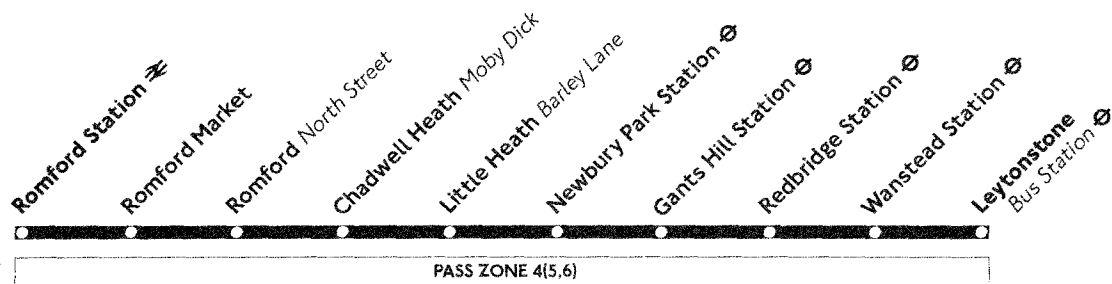 Romford Station
Romford Market
Romford North Street
Chadwell Heath Moby Dick
Little Heath Barley Lane
Newbury Park Station
Gants Hill Station
Redbridge Station
Wanstead Station
Leytonstone
Bus Station
PASS ZONE 4(5,6)